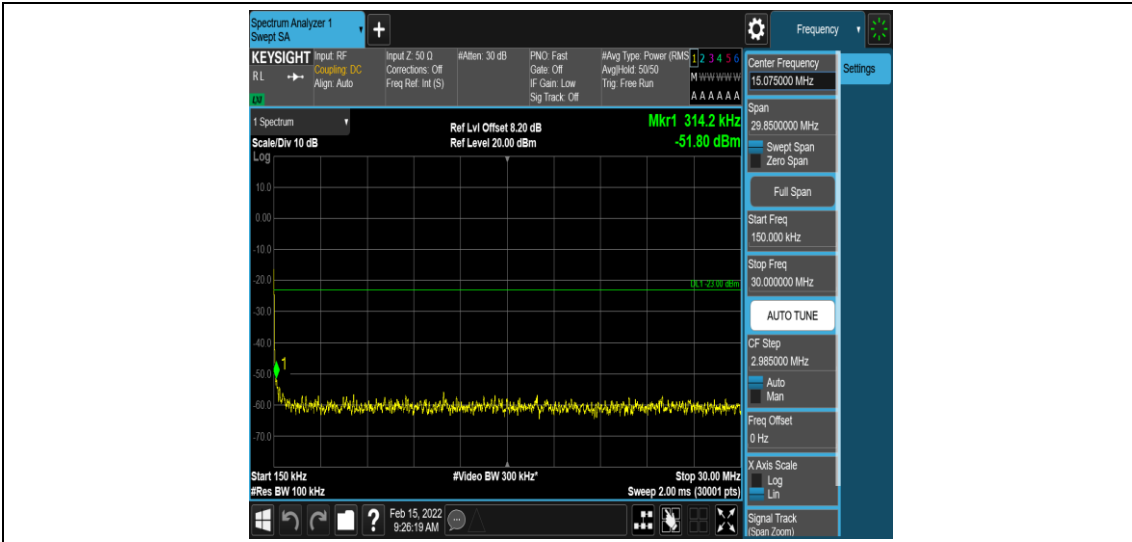 Spectrum Analyzer 1
Swept SA
+
Frequency
KEYSIGHT
RL
LXI
Input: RF
Coupling: DC
Align: Auto
Input Z: 50 Ω
Corrections: Off
Freq Ref: Int (S)
#Atten: 30 dB
PNO: Fast
Gate: Off
IF Gain: Low
Sig Track: Off
#Avg Type: Power (RMS
Avg|Hold: 50/50
Trig: Free Run
1 2 3 4 5 6
M W W W W W
A A A A A A
1 Spectrum
Scale/Div 10 dB
Log
Ref Lvl Offset 8.20 dB
Ref Level 20.00 dBm
Mkr1 314.2 kHz
-51.80 dBm
10.0
0.00
-10.0
-20.0
DL1 -23.00 dBm
-30.0
-40.0
1
-50.0
-60.0
-70.0
Start 150 kHz
#Res BW 100 kHz
#Video BW 300 kHz*
Stop 30.00 MHz
Sweep 2.00 ms (30001 pts)
?
Feb 15, 2022
9:26:19 AM
Center Frequency
15.075000 MHz
Settings
Span
29.8500000 MHz
Swept Span
Zero Span
Full Span
Start Freq
150.000 kHz
Stop Freq
30.000000 MHz
AUTO TUNE
CF Step
2.985000 MHz
Auto
Man
Freq Offset
0 Hz
X Axis Scale
Log
Lin
Signal Track
(Span Zoom)